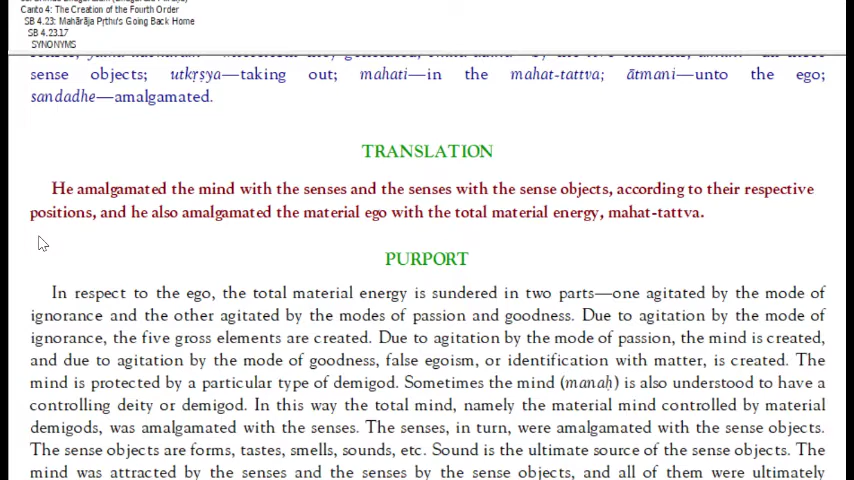 Canto 4: The Creation of the Fourth Order
SB 4.23: Mahārāja Pṛthu's Going Back Home
SB 4.23.17
SYNONYMS
sense objects; utkṛṣya—taking out; mahati—in the mahat-tattva; ātmani—unto the ego;
sandadhe—amalgamated.
TRANSLATION
He amalgamated the mind with the senses and the senses with the sense objects, according to their respective
positions, and he also amalgamated the material ego with the total material energy, mahat-tattva.
PURPORT
In respect to the ego, the total material energy is sundered in two parts—one agitated by the mode of
ignorance and the other agitated by the modes of passion and goodness. Due to agitation by the mode of
ignorance, the five gross elements are created. Due to agitation by the mode of passion, the mind is created,
and due to agitation by the mode of goodness, false egoism, or identification with matter, is created. The
mind is protected by a particular type of demigod. Sometimes the mind (manaḥ) is also understood to have a
controlling deity or demigod. In this way the total mind, namely the material mind controlled by material
demigods, was amalgamated with the senses. The senses, in turn, were amalgamated with the sense objects.
The sense objects are forms, tastes, smells, sounds, etc. Sound is the ultimate source of the sense objects. The
mind was attracted by the senses and the senses by the sense objects, and all of them were ultimately